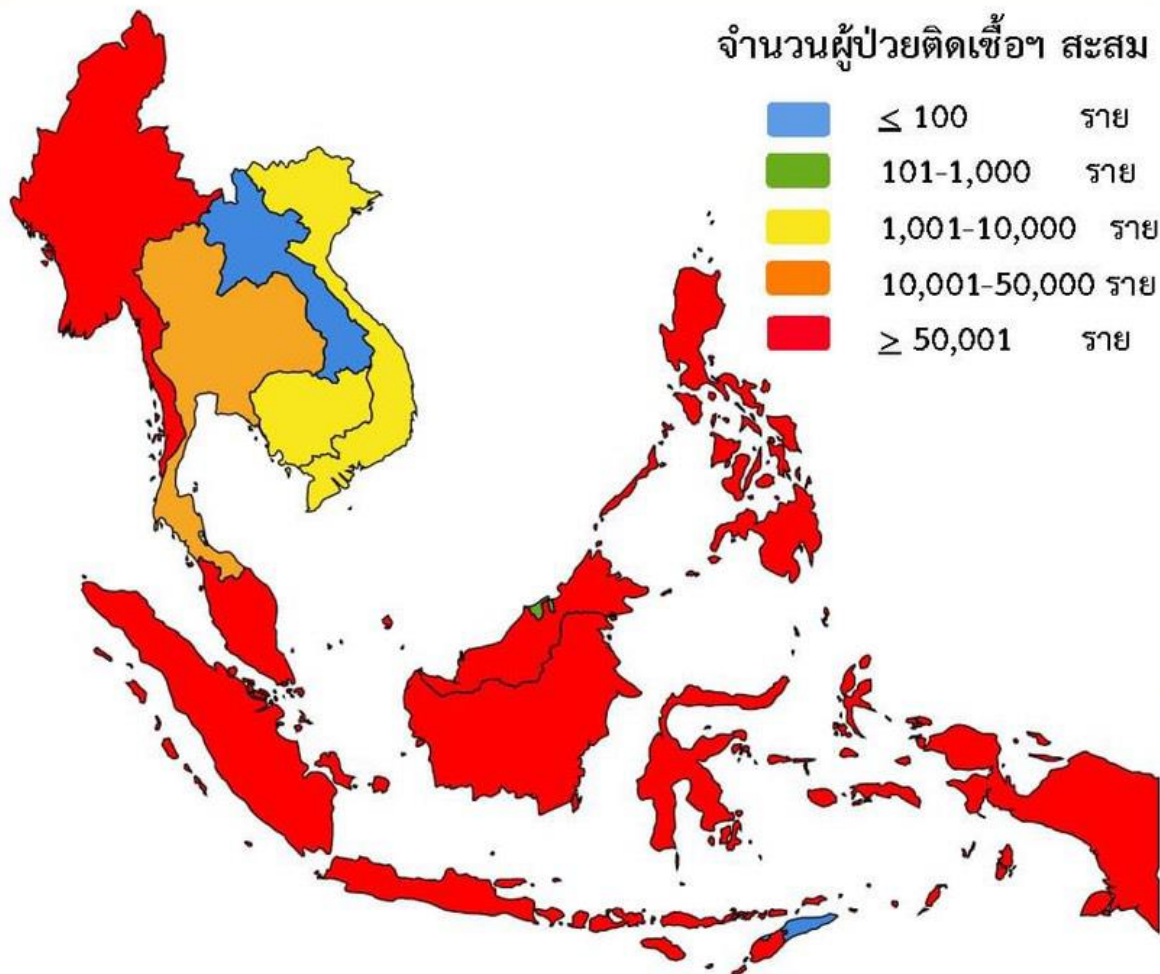 จำนวนผู้ป่วยติดเชื้อฯ สะสม
≤ 100 ราย
101-1,000 ราย
1,001-10,000 ราย
10,001-50,000 ราย
≥ 50,001 ราย